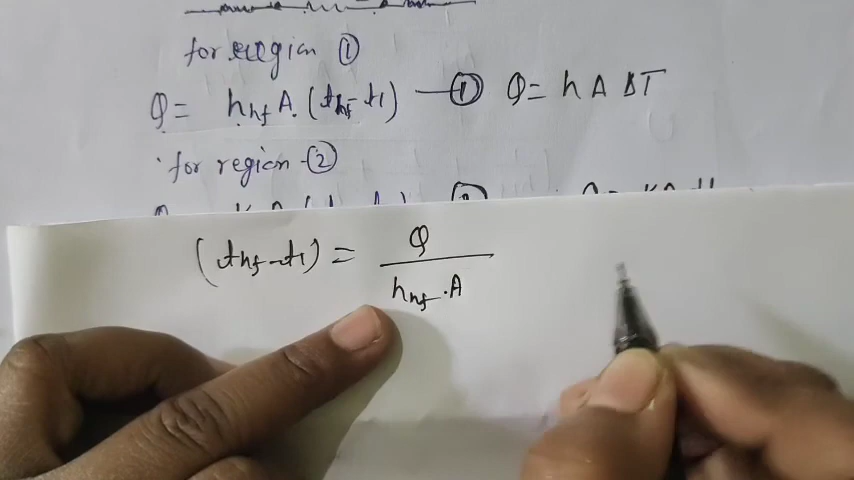 for region ①
Q = h_hf A. (t_hf - t1) — ① Q = h A ΔT
for region - ②
(t_hf - t1) = Q / h_hf . A